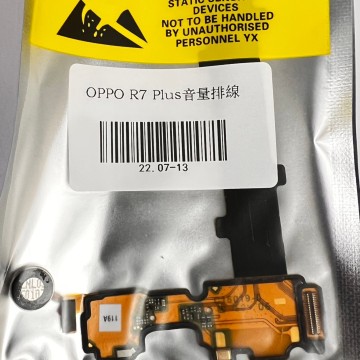 STATIC SENSITIVE
DEVICES
NOT TO BE HANDLED
BY UNAUTHORISED
PERSONNEL YX
OPPO R7 Plus音量排線
22.07-13
119A